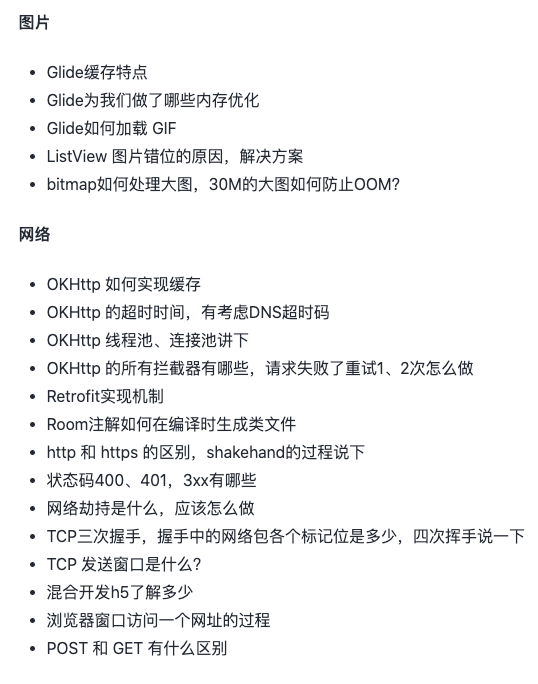 图片
Glide缓存特点
Glide为我们做了哪些内存优化
Glide如何加载 GIF
ListView 图片错位的原因，解决方案
bitmap如何处理大图，30M的大图如何防止OOM?
网络
OKHttp 如何实现缓存
OKHttp 的超时时间，有考虑DNS超时码
OKHttp 线程池、连接池讲下
OKHttp 的所有拦截器有哪些，请求失败了重试1、2次怎么做
Retrofit实现机制
Room注解如何在编译时生成类文件
http 和 https 的区别，shakehand的过程说下
状态码400、401，3xx有哪些
网络劫持是什么，应该怎么做
TCP三次握手，握手中的网络包各个标记位是多少，四次挥手说一下
TCP 发送窗口是什么?
混合开发h5了解多少
浏览器窗口访问一个网址的过程
POST 和 GET 有什么区别